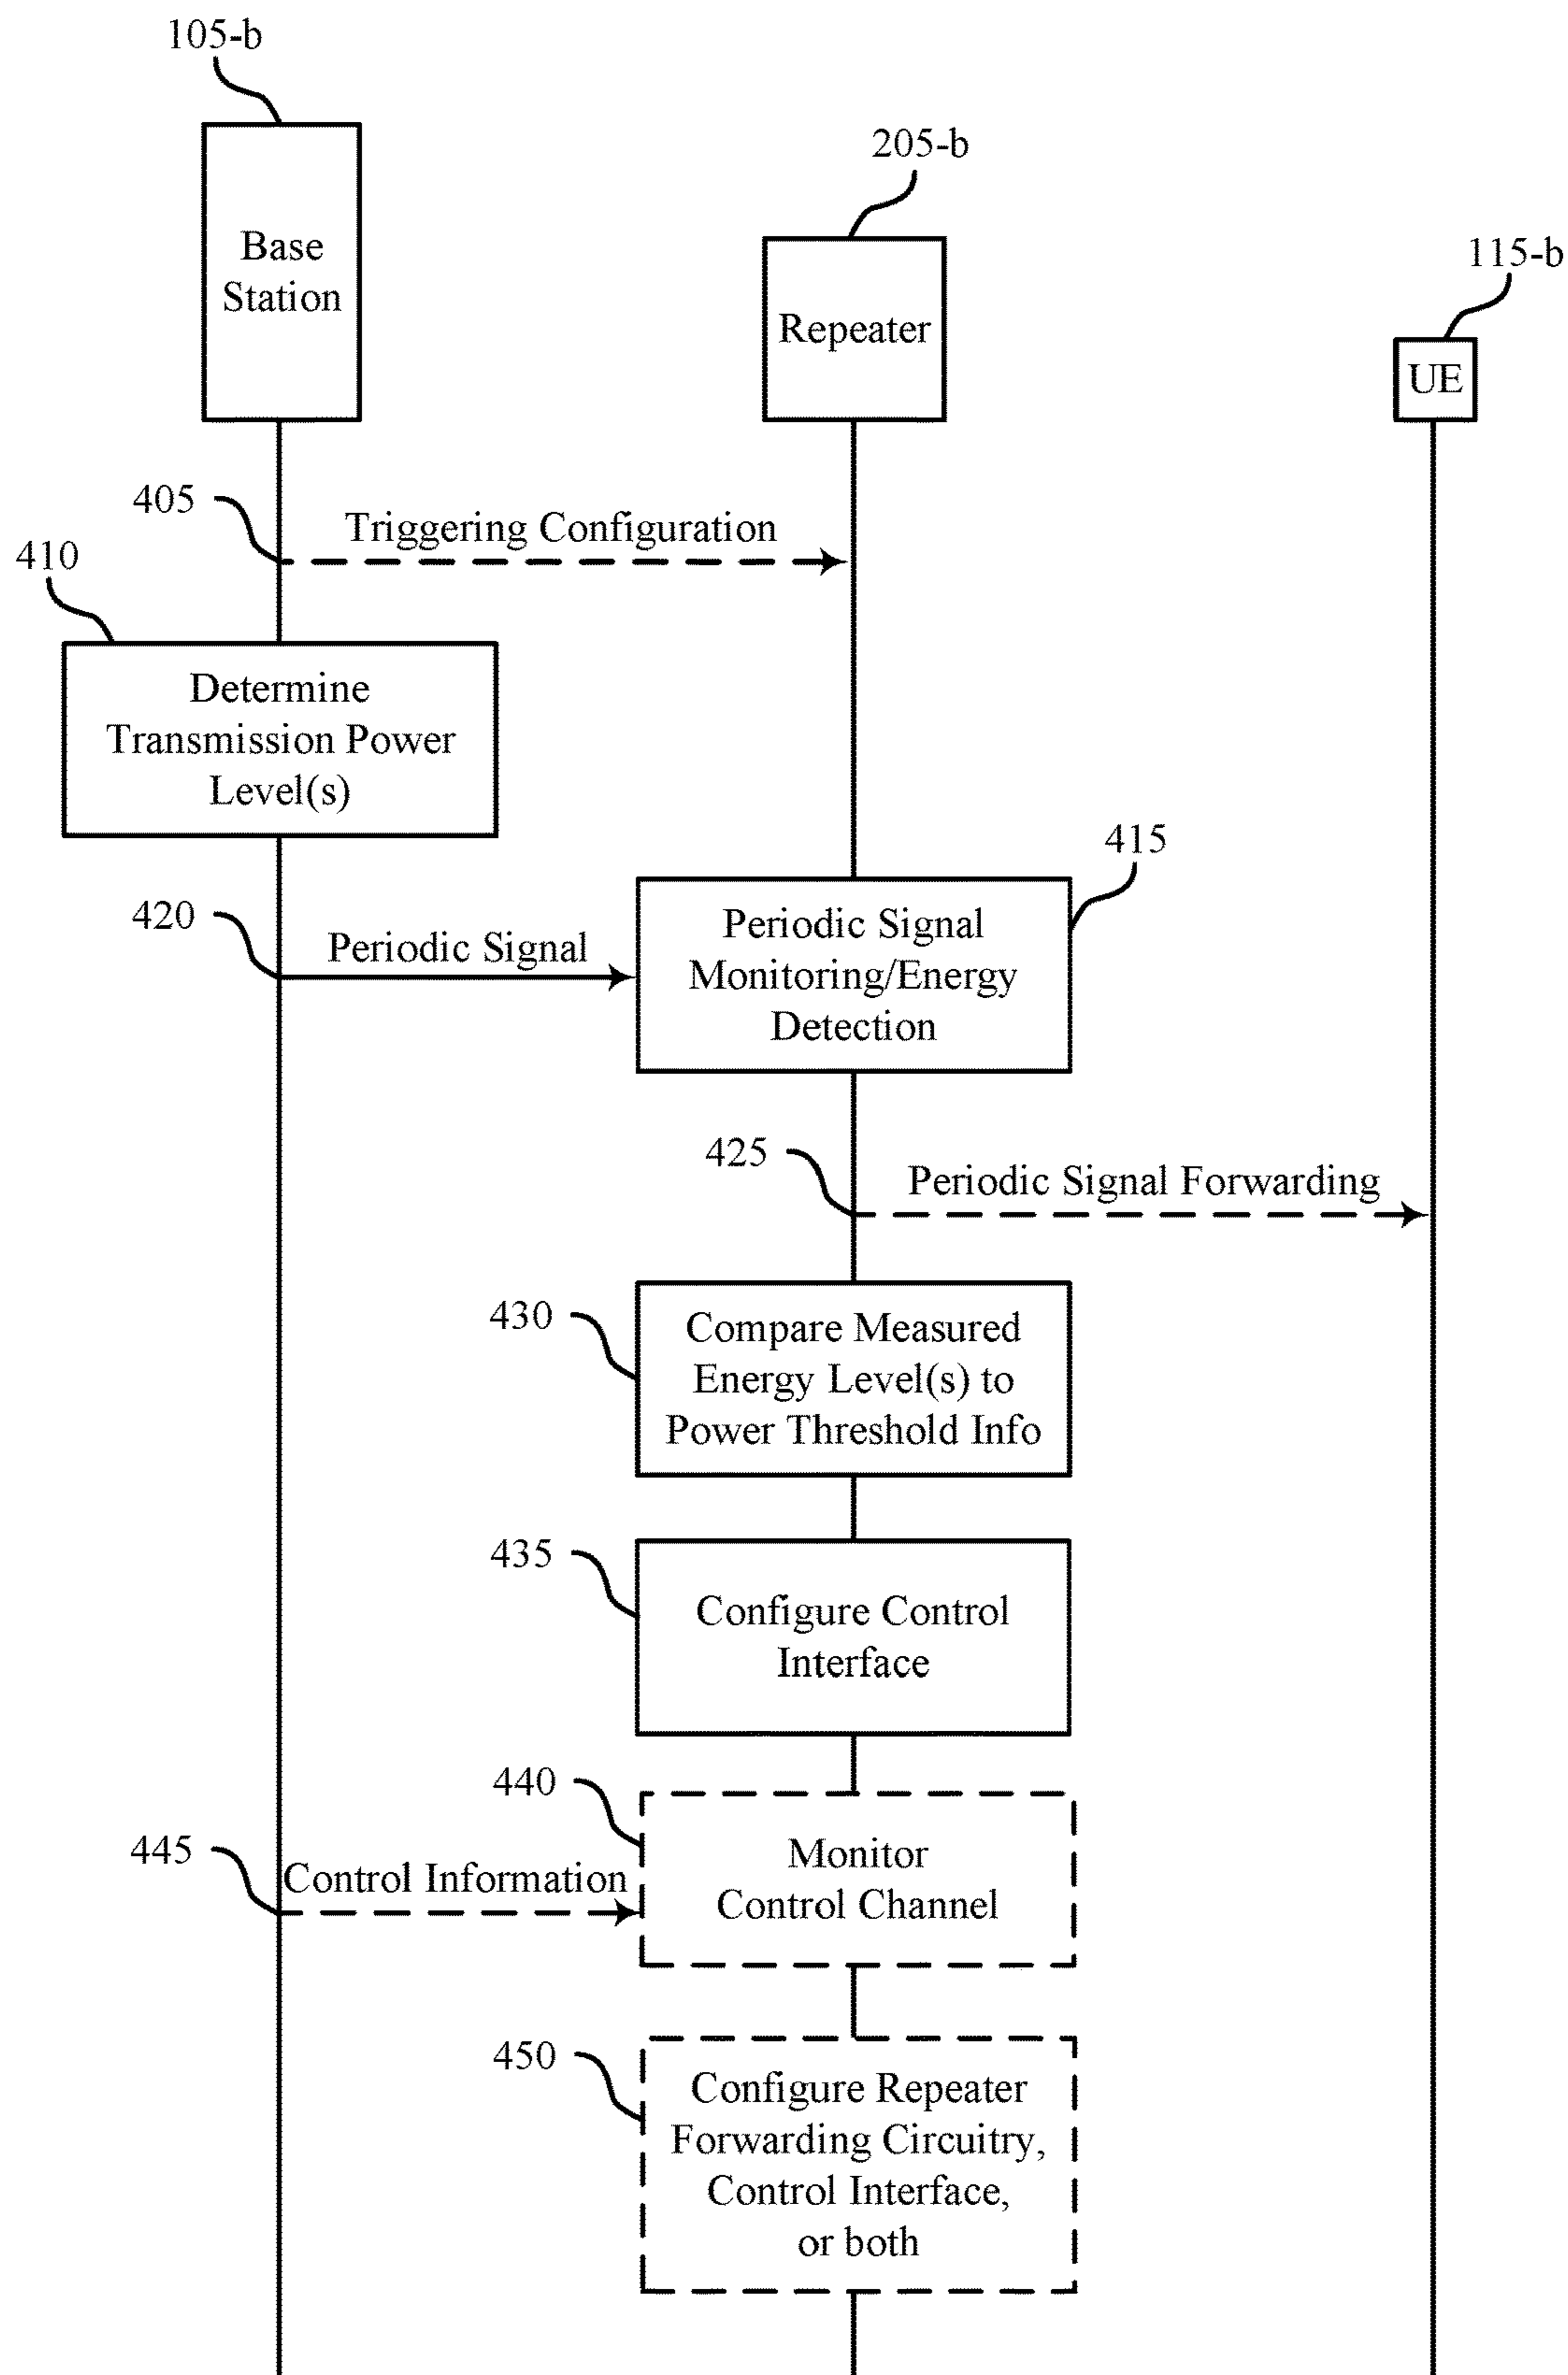 105-b
205-b
115-b
Base
Station
Repeater
UE
405
Triggering Configuration
410
Determine
Transmission Power
Level(s)
415
420
Periodic Signal
Periodic Signal
Monitoring/Energy
Detection
425
Periodic Signal Forwarding
430
Compare Measured
Energy Level(s) to
Power Threshold Info
435
Configure Control
Interface
440
Monitor
Control Channel
445
Control Information
450
Configure Repeater
Forwarding Circuitry,
Control Interface,
or both